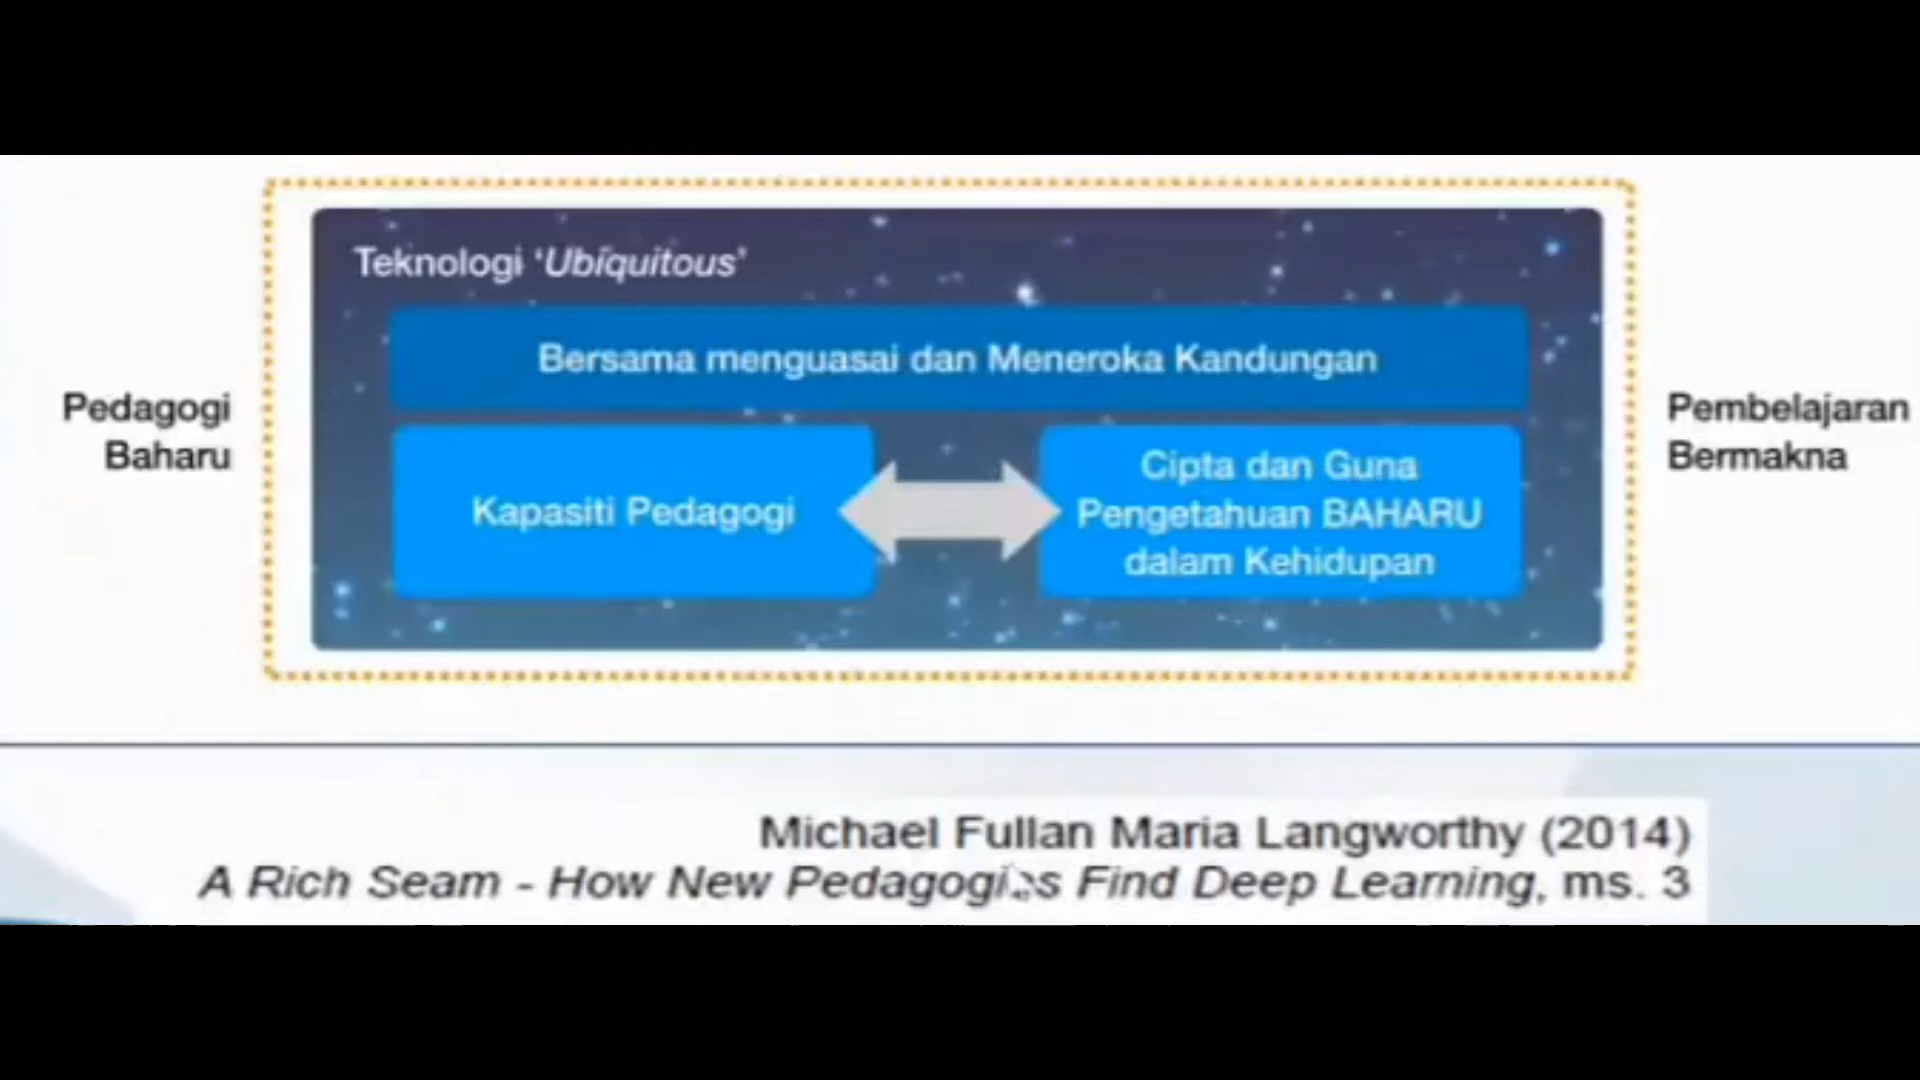 Teknologi ‘Ubiquitous’
Bersama menguasai dan Meneroka Kandungan
Pedagogi
Baharu
Kapasiti Pedagogi
Cipta dan Guna
Pengetahuan BAHARU
dalam Kehidupan
Pembelajaran
Bermakna
Michael Fullan Maria Langworthy (2014)
A Rich Seam - How New Pedagogies Find Deep Learning, ms. 3